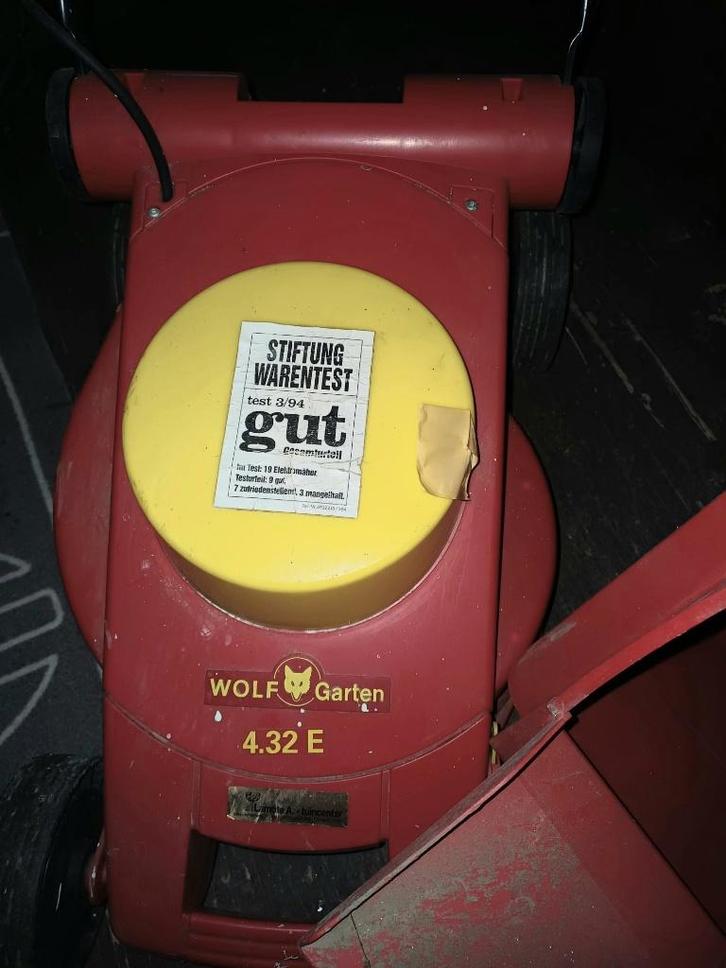 STIFTUNG
WARENTEST
test 3/94
gut
Gesamturteil
Im Test: 19 Elektromäher
Testurteil: 9 gut,
7 zufriedenstellend, 3 mangelhaft.
WOLF Garten
4.32 E
A. - tuincenter